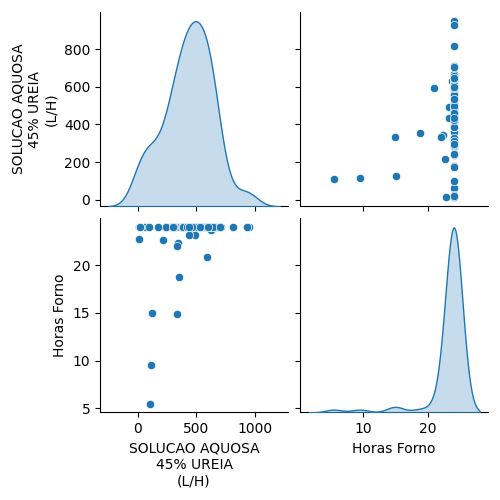 SOLUCAO AQUOSA
45% UREIA
(L/H)
800
600
400
200
0
Horas Forno
20
15
10
5
0
500
1000
SOLUCAO AQUOSA
45% UREIA
(L/H)
10
20
Horas Forno